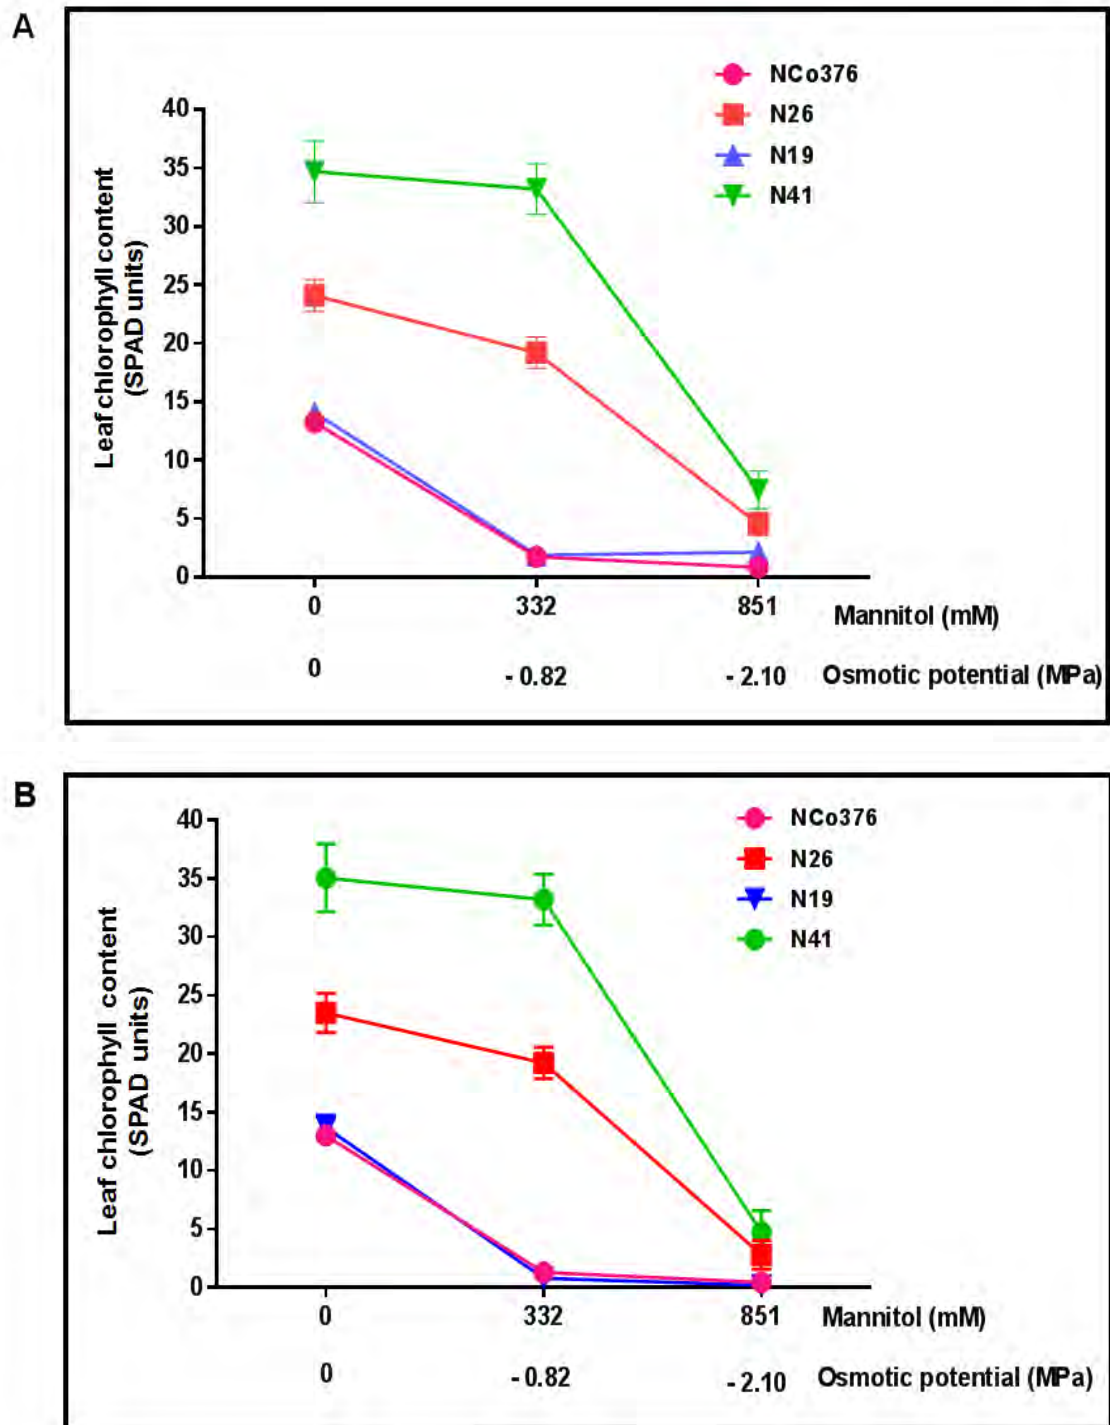 A
NCo376
N26
N19
N41
Leaf chlorophyll content
(SPAD units)
40
35
30
25
20
15
10
5
0
0 332 851 Mannitol (mM)
0 - 0.82 - 2.10 Osmotic potential (MPa)
B
NCo376
N26
N19
N41
Leaf chlorophyll content
(SPAD units)
40
35
30
25
20
15
10
5
0
0 332 851 Mannitol (mM)
0 - 0.82 - 2.10 Osmotic potential (MPa)